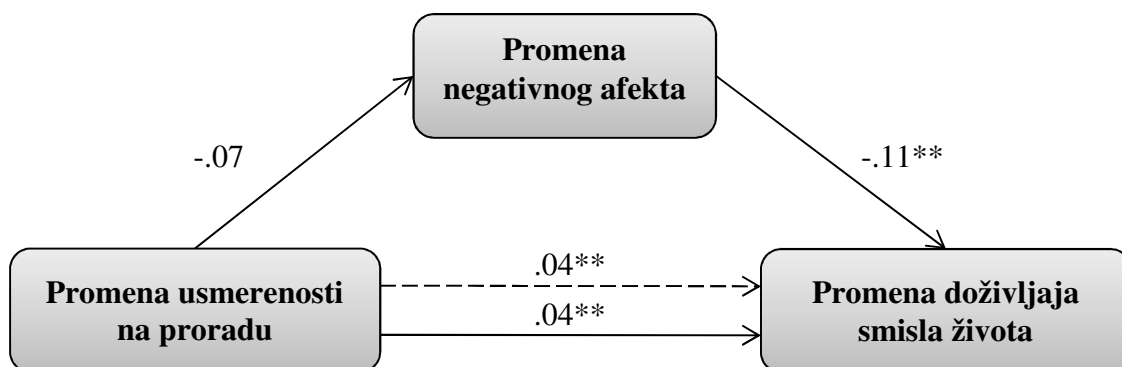 Promena
negativnog afekta
-.07
-.11**
.04**
Promena usmerenosti
na proradu
.04**
Promena doživljaja
smisla života